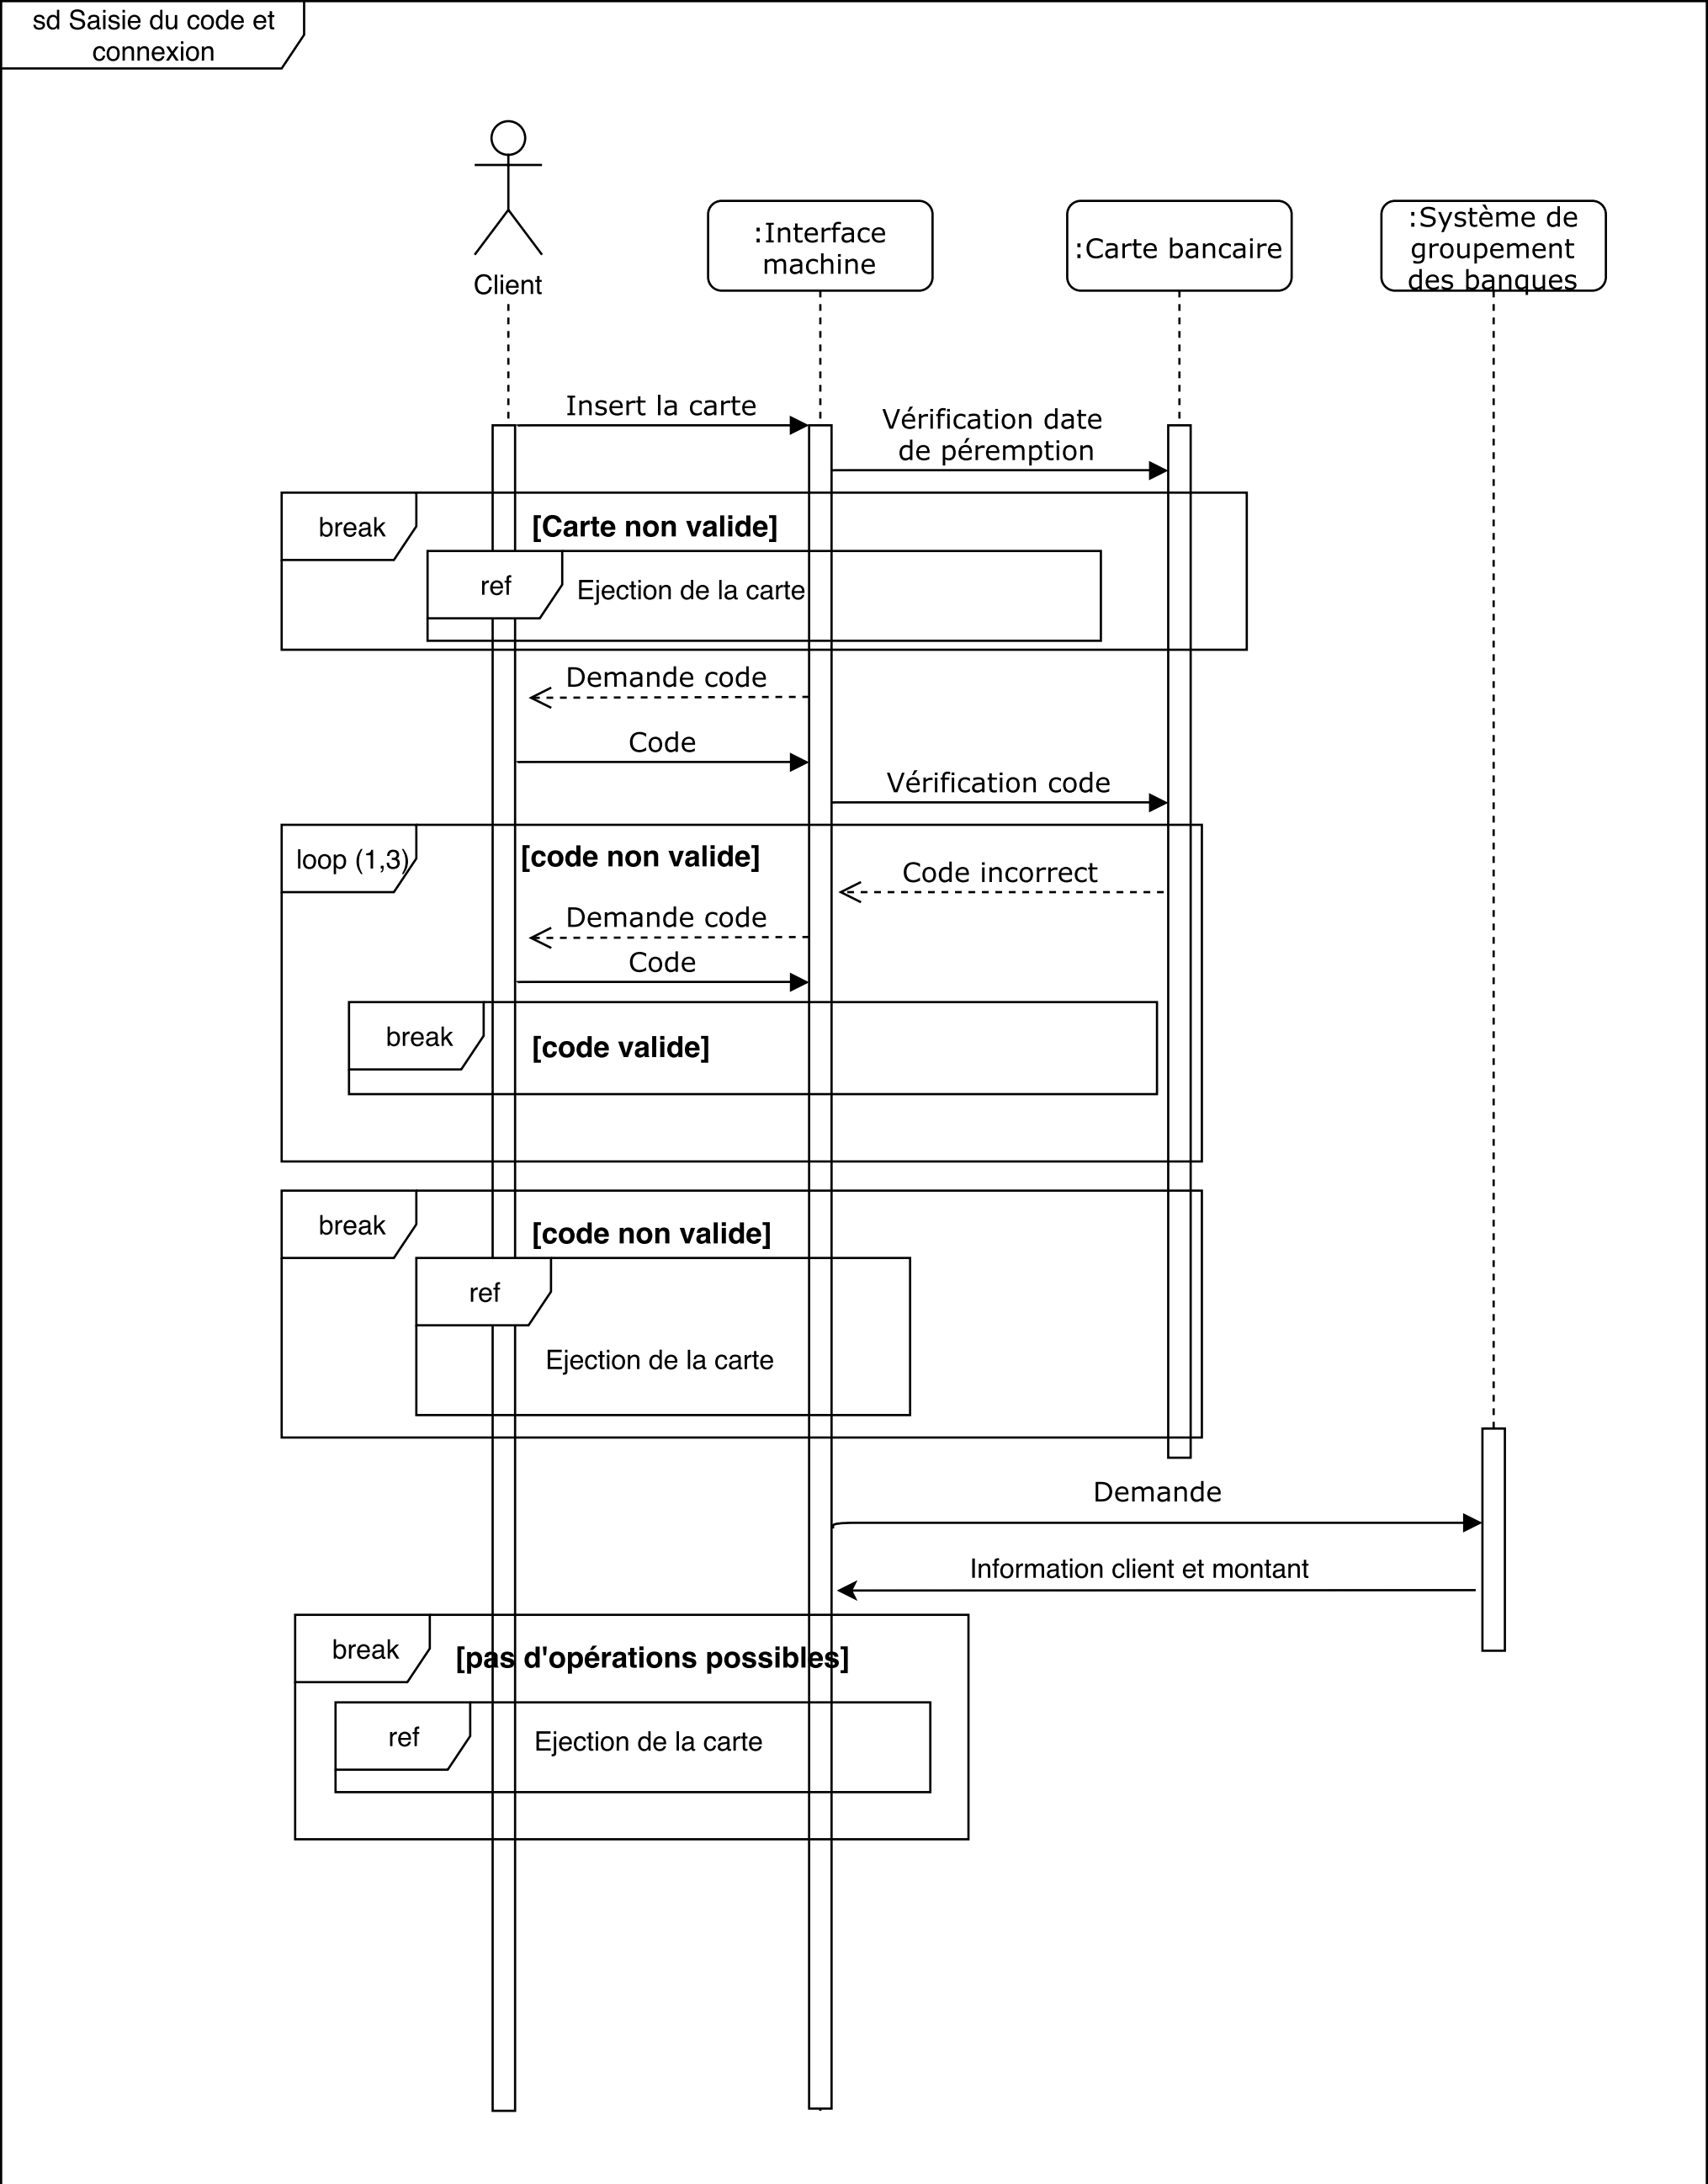 sd Saisie du code et
connexion
Client
:Interface
machine
:Carte bancaire
:Système de
groupement
des banques
Insert la carte
Vérification date
de péremption
break
[Carte non valide]
ref
Ejection de la carte
Demande code
Code
Vérification code
loop (1,3)
[code non valide]
Code incorrect
Demande code
Code
break
[code valide]
break
[code non valide]
ref
Ejection de la carte
Demande
Information client et montant
break
[pas d'opérations possibles]
ref
Ejection de la carte